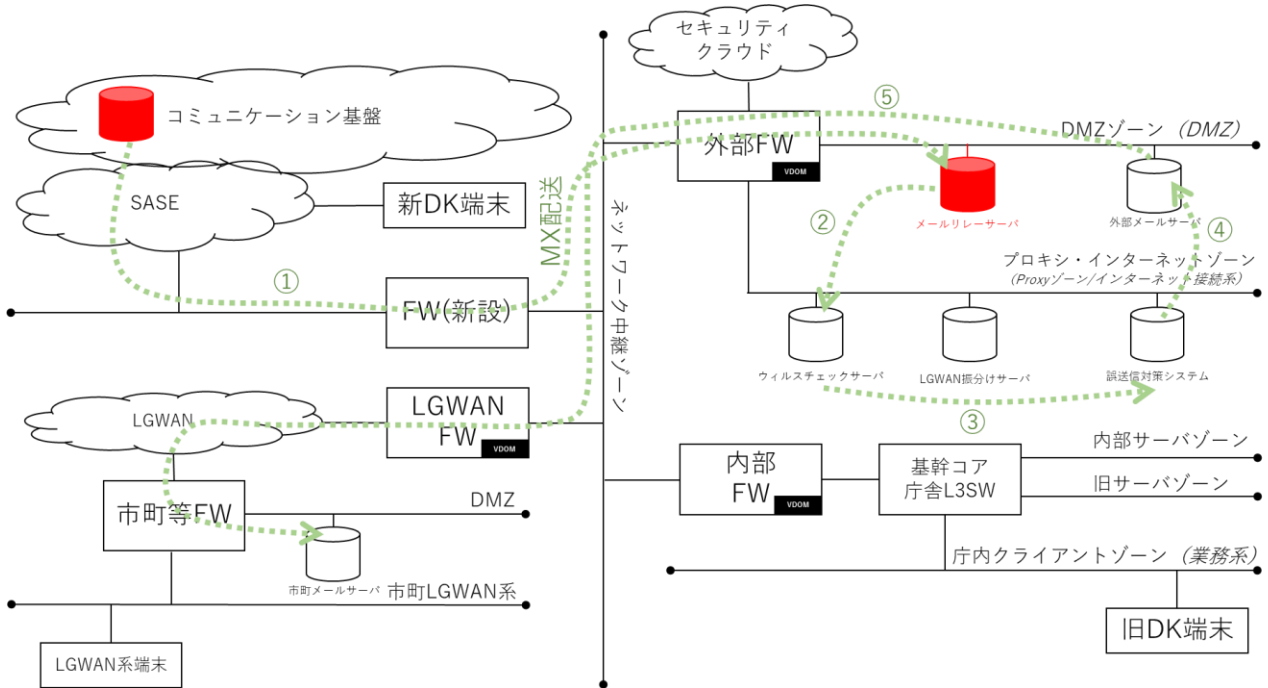 セキュリティ
クラウド
コミュニケーション基盤
SASE
新DK端末
①
FW(新設)
MX配送
ネットワーク中継ゾーン
外部FW
VDOM
⑤
DMZゾーン (DMZ)
②
メールリレーサーバ
外部メールサーバ
④
プロキシ・インターネットゾーン
(Proxyゾーン/インターネット接続系)
ウィルスチェックサーバ
LGWAN振分けサーバ
誤送信対策システム
③
LGWAN
LGWAN
FW
VDOM
市町等FW
DMZ
市町メールサーバ
市町LGWAN系
LGWAN系端末
内部
FW
VDOM
基幹コア
庁舎L3SW
内部サーバゾーン
旧サーバゾーン
庁内クライアントゾーン (業務系)
旧DK端末